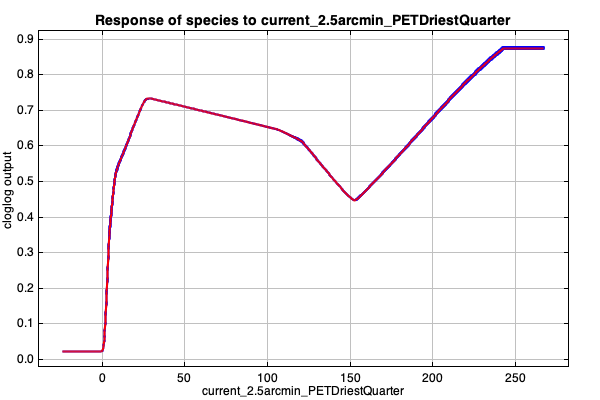 Response of species to current_2.5arcmin_PETDriestQuarter
0.9
0.8
0.7
0.6
0.5
0.4
0.3
0.2
0.1
0.0
cloglog output
0 50 100 150 200 250
current_2.5arcmin_PETDriestQuarter